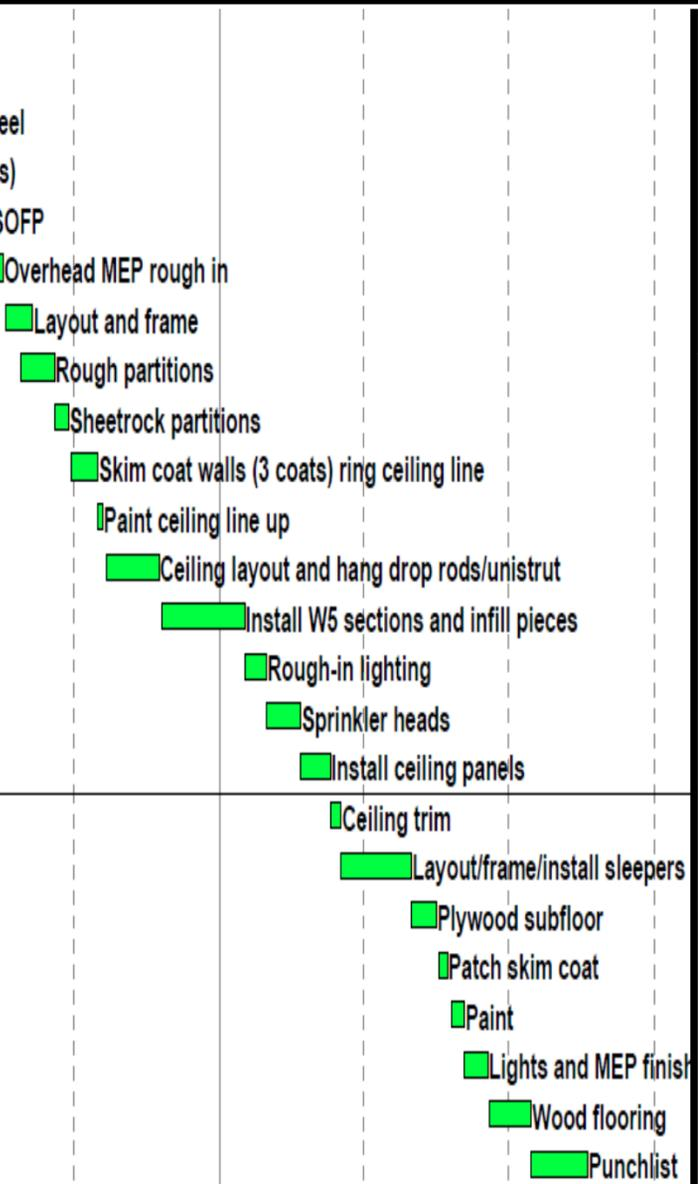 eel
s)
SOFP
Overhead MEP rough in
Layout and frame
Rough partitions
Sheetrock partitions
Skim coat walls (3 coats) ring ceiling line
Paint ceiling line up
Ceiling layout and hang drop rods/unistrut
Install W5 sections and infill pieces
Rough-in lighting
Sprinkler heads
Install ceiling panels
Ceiling trim
Layout/frame/install sleepers
Plywood subfloor
Patch skim coat
Paint
Lights and MEP finish
Wood flooring
Punchlist